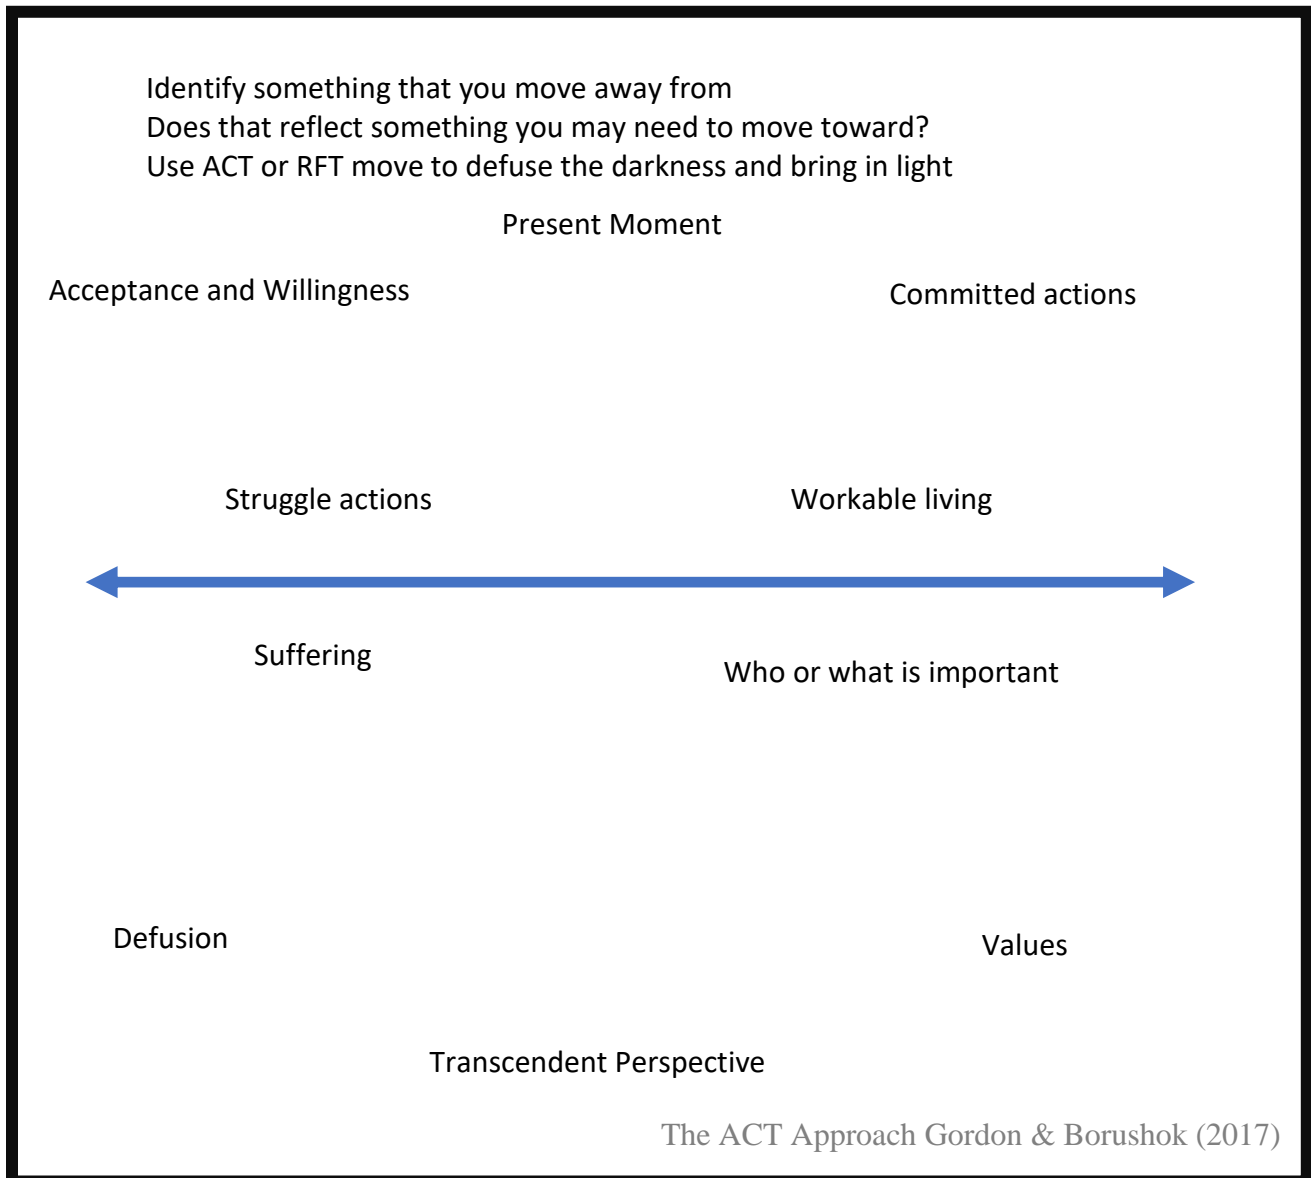 Identify something that you move away from
Does that reflect something you may need to move toward?
Use ACT or RFT move to defuse the darkness and bring in light
Present Moment
Acceptance and Willingness
Committed actions
Struggle actions
Workable living
Suffering
Who or what is important
Defusion
Values
Transcendent Perspective
The ACT Approach Gordon & Borushok (2017)